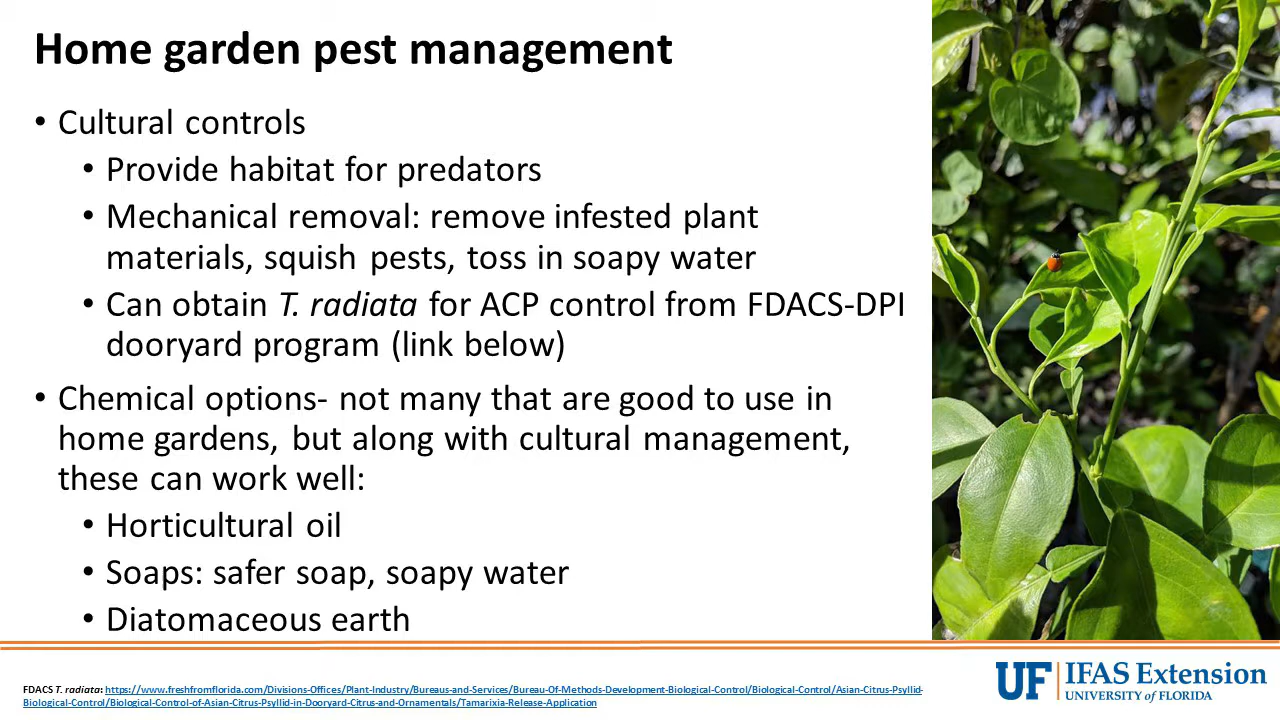 Home garden pest management
• Cultural controls
• Provide habitat for predators
• Mechanical removal: remove infested plant
materials, squish pests, toss in soapy water
• Can obtain T. radiata for ACP control from FDACS-DPI
dooryard program (link below)
• Chemical options- not many that are good to use in
home gardens, but along with cultural management,
these can work well:
• Horticultural oil
• Soaps: safer soap, soapy water
• Diatomaceous earth
FDACS T. radiata: https://www.freshfromflorida.com/Divisions-Offices/Plant-Industry/Bureaus-and-Services/Bureau-Of-Methods-Development-Biological-Control/Biological-Control/Asian-Citrus-Psyllid-
Biological-Control/Biological-Control-of-Asian-Citrus-Psyllid-in-Dooryard-Citrus-and-Ornamentals/Tamarixia-Release-Application
UF IFAS Extension
UNIVERSITY of FLORIDA